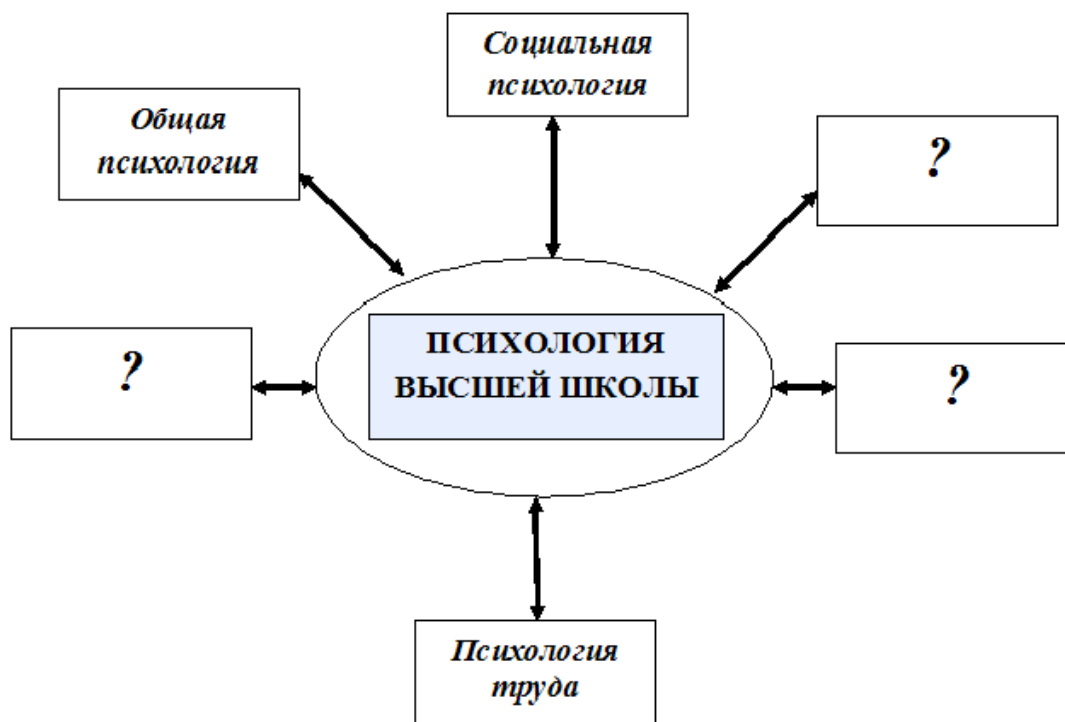 Социальная
психология
Общая
психология
?
?
ПСИХОЛОГИЯ
ВЫСШЕЙ ШКОЛЫ
?
Психология
труда